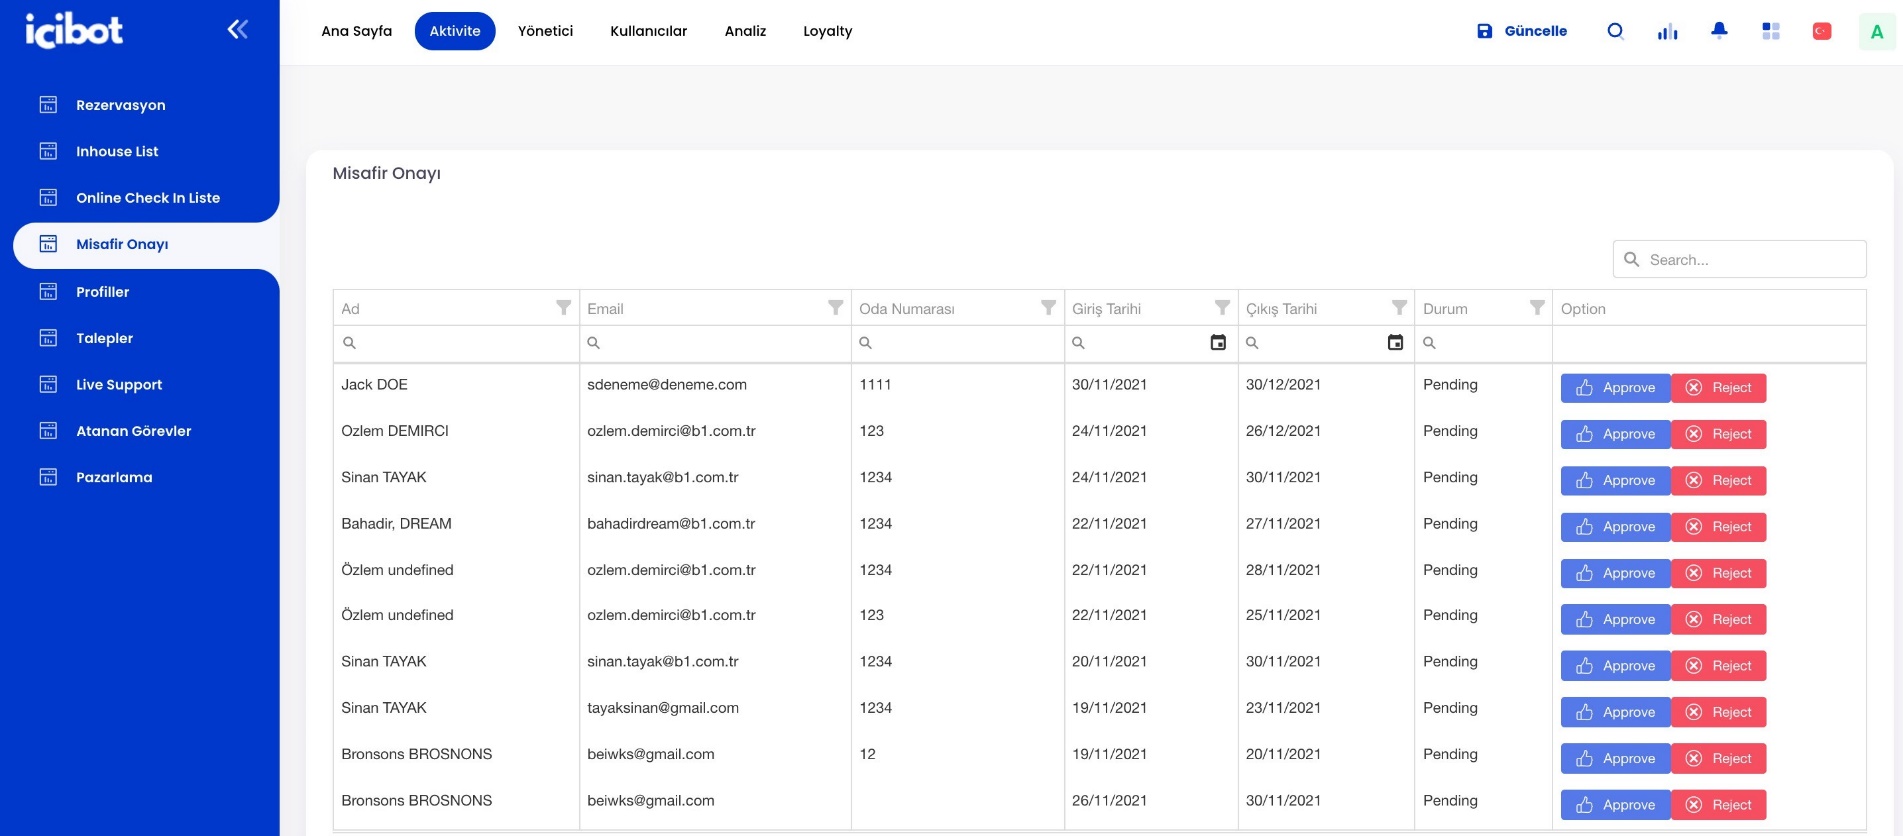 icibot
Ana Sayfa Aktivite Yönetici Kullanıcılar Analiz Loyalty Güncelle A
Rezervasyon
Inhouse List
Online Check In Liste
Misafir Onayı
Profiller
Talepler
Live Support
Atanan Görevler
Pazarlama
Misafir Onayı
Search...
Ad Email Oda Numarası Giriş Tarihi Çıkış Tarihi Durum Option
Jack DOE sdeneme@deneme.com 1111 30/11/2021 30/12/2021 Pending Approve Reject
Ozlem DEMIRCI ozlem.demirci@b1.com.tr 123 24/11/2021 26/12/2021 Pending Approve Reject
Sinan TAYAK sinan.tayak@b1.com.tr 1234 24/11/2021 30/11/2021 Pending Approve Reject
Bahadir, DREAM bahadirdream@b1.com.tr 1234 22/11/2021 27/11/2021 Pending Approve Reject
Özlem undefined ozlem.demirci@b1.com.tr 1234 22/11/2021 28/11/2021 Pending Approve Reject
Özlem undefined ozlem.demirci@b1.com.tr 123 22/11/2021 25/11/2021 Pending Approve Reject
Sinan TAYAK sinan.tayak@b1.com.tr 1234 20/11/2021 30/11/2021 Pending Approve Reject
Sinan TAYAK tayaksinan@gmail.com 1234 19/11/2021 23/11/2021 Pending Approve Reject
Bronsons BROSNONS beiwks@gmail.com 12 19/11/2021 20/11/2021 Pending Approve Reject
Bronsons BROSNONS beiwks@gmail.com 26/11/2021 30/11/2021 Pending Approve Reject